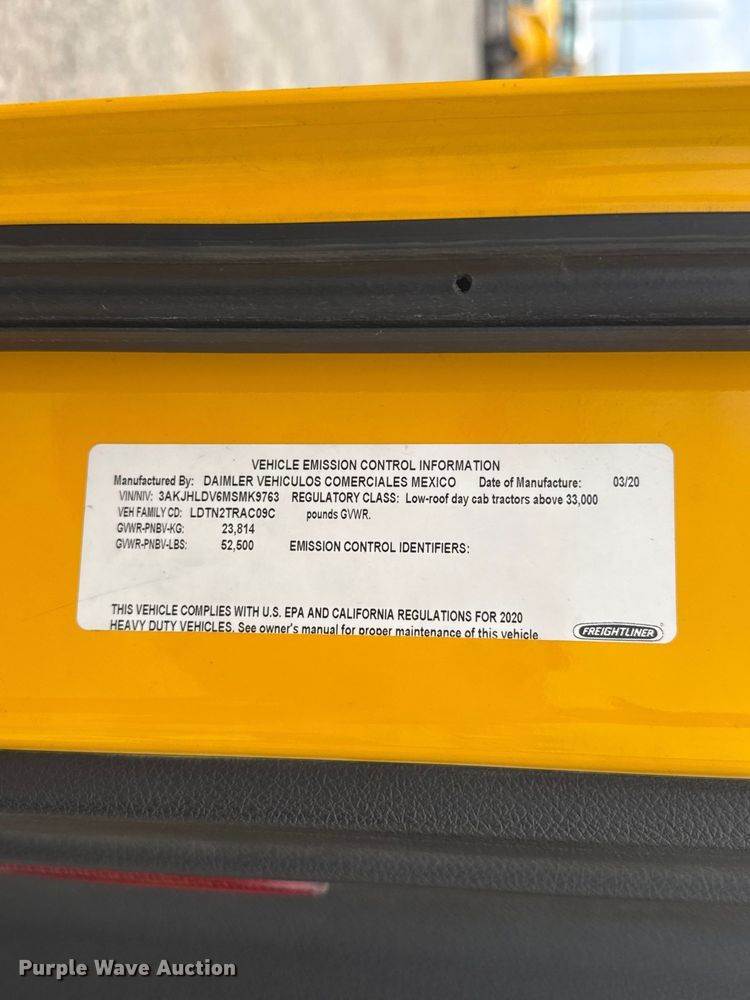 VEHICLE EMISSION CONTROL INFORMATION
Manufactured By: DAIMLER VEHICULOS COMERCIALES MEXICO Date of Manufacture: 03/20
VIN/NIV: 3AKJHLDV6MSMK9763 REGULATORY CLASS: Low-roof day cab tractors above 33,000
VEH FAMILY CD: LDTN2TRAC09C pounds GVWR.
GVWR-PNBV-KG: 23,814
GVWR-PNBV-LBS: 52,500 EMISSION CONTROL IDENTIFIERS:
THIS VEHICLE COMPLIES WITH U.S. EPA AND CALIFORNIA REGULATIONS FOR 2020
HEAVY DUTY VEHICLES. See owner's manual for proper maintenance of this vehicle
FREIGHTLINER
Purple Wave Auction